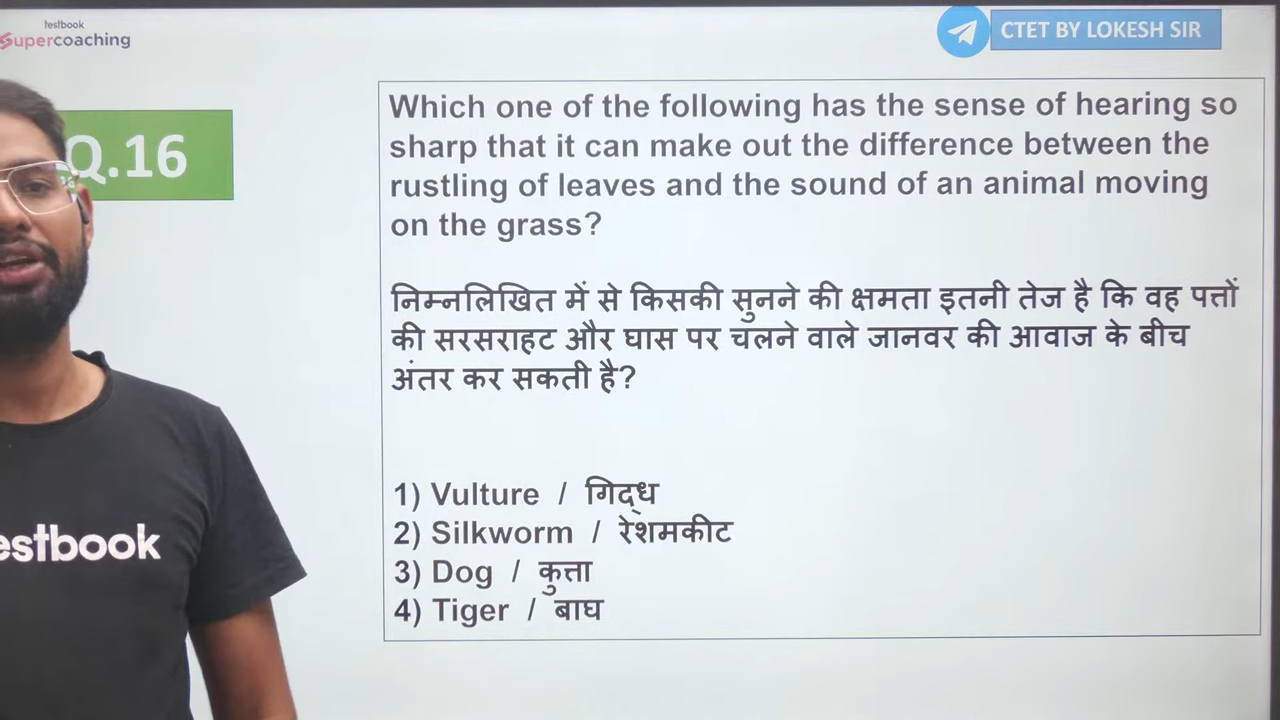 testbook
Supercoaching
CTET BY LOKESH SIR
Q.16
Which one of the following has the sense of hearing so
sharp that it can make out the difference between the
rustling of leaves and the sound of an animal moving
on the grass?
निम्नलिखित में से किसकी सुनने की क्षमता इतनी तेज है कि वह पत्तों
की सरसराहट और घास पर चलने वाले जानवर की आवाज के बीच
अंतर कर सकती है?
1) Vulture / गिद्ध
2) Silkworm / रेशमकीट
3) Dog / कुत्ता
4) Tiger / बाघ
estbook